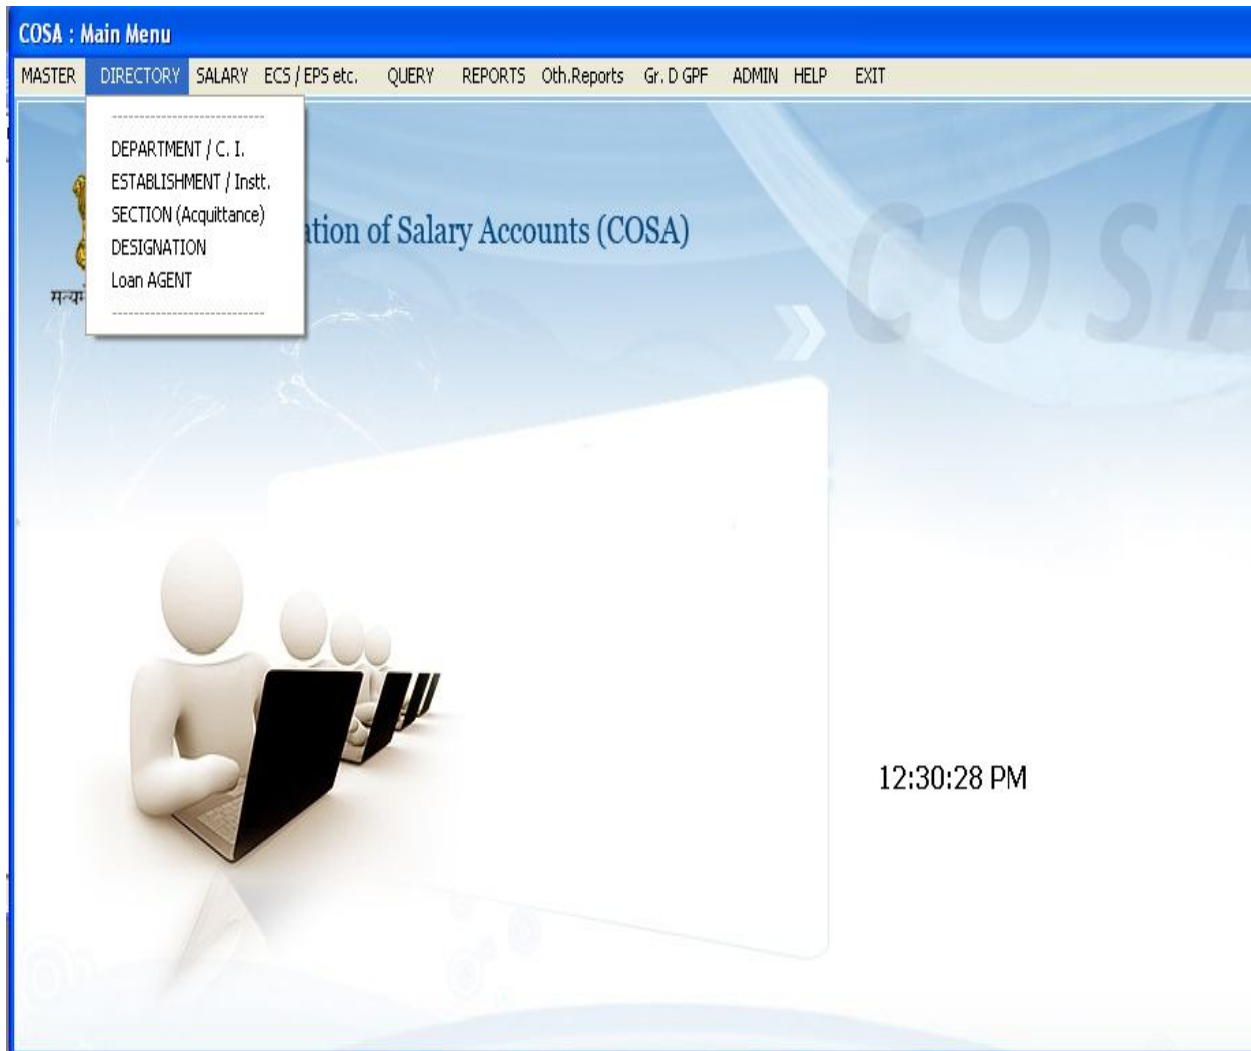 COSA : Main Menu
MASTER DIRECTORY SALARY ECS / EPS etc. QUERY REPORTS Oth.Reports Gr. D GPF ADMIN HELP EXIT
DEPARTMENT / C. I.
ESTABLISHMENT / Instt.
SECTION (Acquittance)
DESIGNATION
Loan AGENT
ation of Salary Accounts (COSA)
COSA
12:30:28 PM